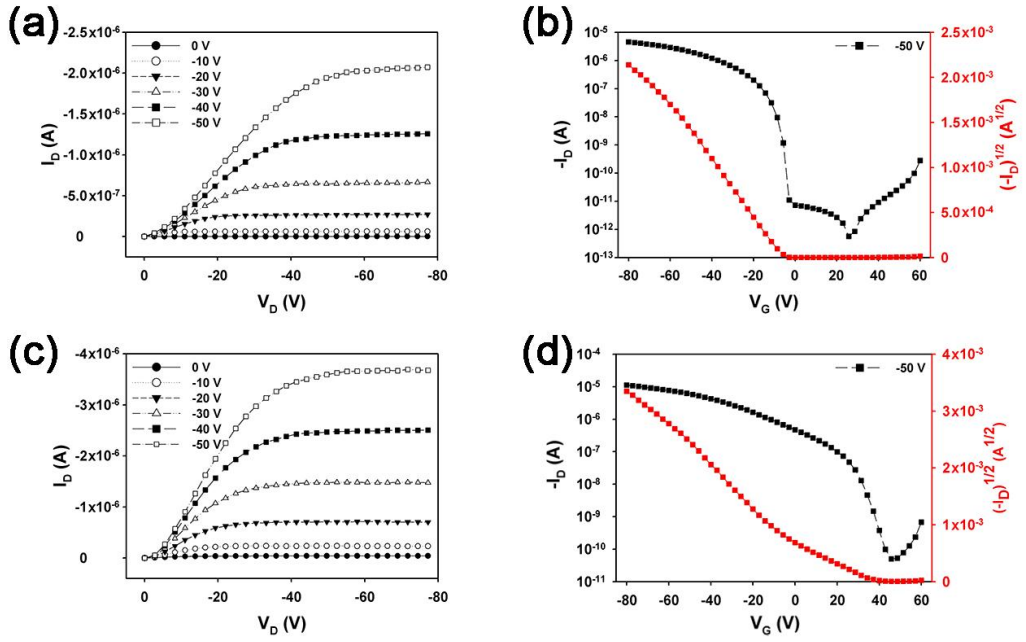 (a)
-2.5x10-6
-2.0x10-6
-1.5x10-6
-1.0x10-6
-5.0x10-7
0
ID (A)
0 V
-10 V
-20 V
-30 V
-40 V
-50 V
0 -20 -40 -60 -80
VD (V)
(b)
10-5
10-6
10-7
10-8
10-9
10-10
10-11
10-12
10-13
-ID (A)
-50 V
2.5x10-3
2.0x10-3
1.5x10-3
1.0x10-3
5.0x10-4
0
(-ID)1/2 (A1/2)
-80 -60 -40 -20 0 20 40 60
VG (V)
(c)
-4x10-6
-3x10-6
-2x10-6
-1x10-6
0
ID (A)
0 V
-10 V
-20 V
-30 V
-40 V
-50 V
0 -20 -40 -60 -80
VD (V)
(d)
10-4
10-5
10-6
10-7
10-8
10-9
10-10
10-11
-ID (A)
-50 V
4x10-3
3x10-3
2x10-3
1x10-3
0
(-ID)1/2 (A1/2)
-80 -60 -40 -20 0 20 40 60
VG (V)